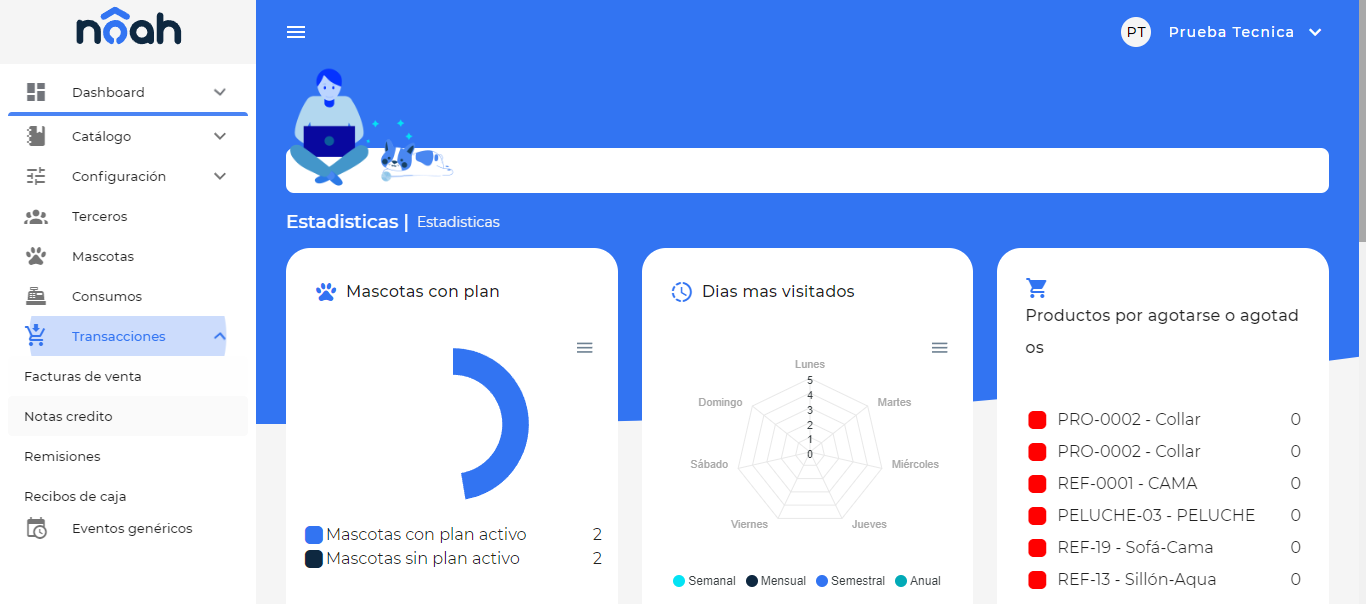 nôah
PT Prueba Tecnica
Dashboard
Catálogo
Configuración
Terceros
Mascotas
Consumos
Transacciones
Facturas de venta
Notas credito
Remisiones
Recibos de caja
Eventos genéricos
Estadisticas | Estadisticas
Mascotas con plan
Mascotas con plan activo 2
Mascotas sin plan activo 2
Dias mas visitados
Lunes
Martes
Miércoles
Jueves
Viernes
Sábado
Domingo
5
4
3
2
1
0
Semanal Mensual Semestral Anual
Productos por agotarse o agotad
os
PRO-0002 - Collar 0
PRO-0002 - Collar 0
REF-0001 - CAMA 0
PELUCHE-03 - PELUCHE 0
REF-19 - Sofá-Cama 0
REF-13 - Sillón-Aqua 0